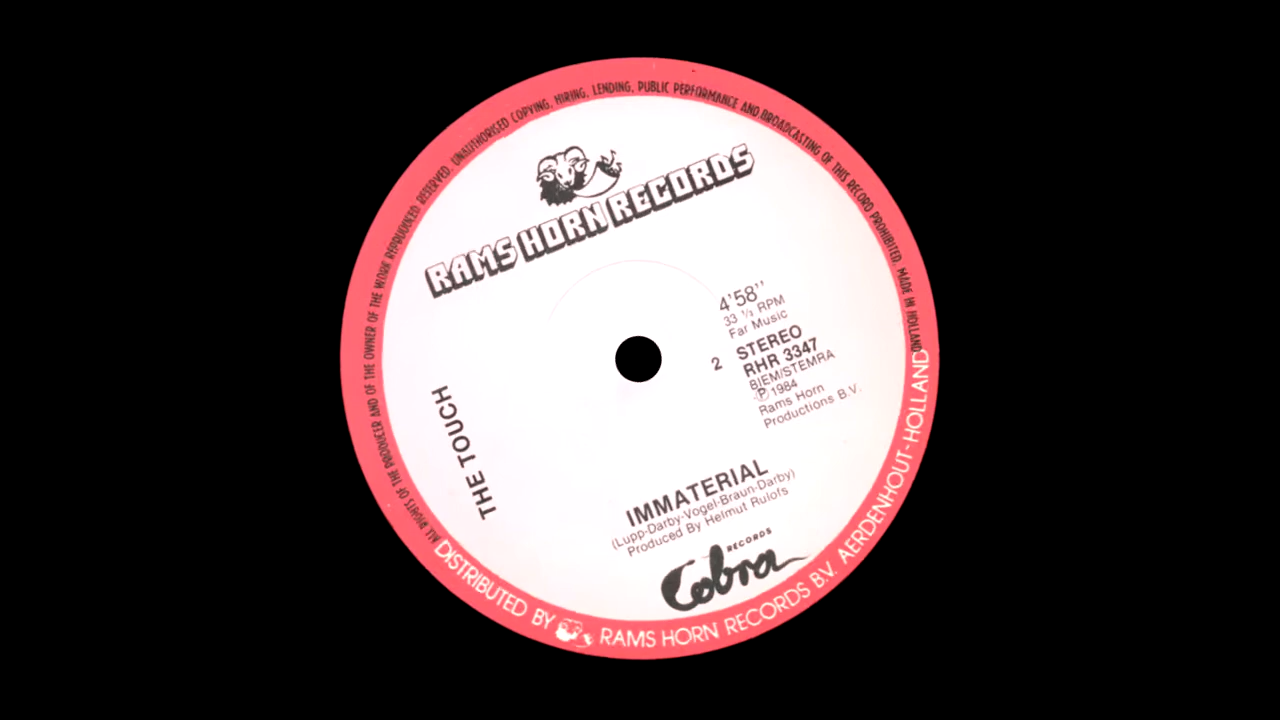 ALL RIGHTS OF THE PRODUCER AND OF THE OWNER OF THE WORK REPRODUCED RESERVED. UNAUTHORISED COPYING, HIRING, LENDING, PUBLIC PERFORMANCE AND BROADCASTING OF THIS RECORD PROHIBITED. MADE IN HOLLAND
RAMS HORN RECORDS
4'58''
33 ⅓ RPM
Far Music
2
STEREO
RHR 3347
BIEM/STEMRA
Ⓟ 1984
Rams Horn
Productions B.V.
THE TOUCH
IMMATERIAL
(Lupp-Darby-Vogel-Braun-Darby)
Produced By Helmut Rulofs
Cobra RECORDS
DISTRIBUTED BY RAMS HORN RECORDS B.V. AERDENHOUT-HOLLAND